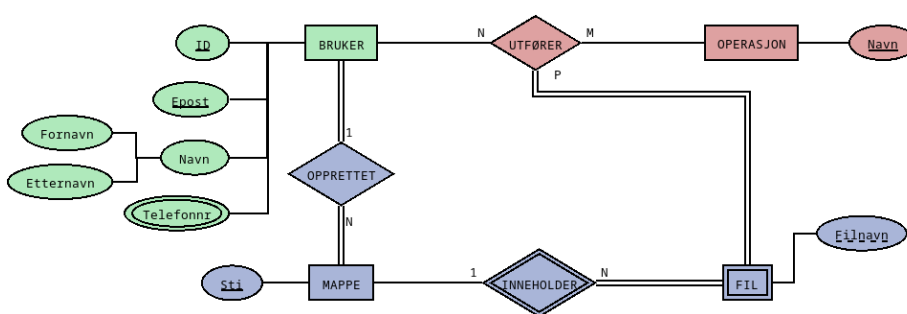 ID
BRUKER
N
UTFØRER
M
OPERASJON
Navn
P
Epost
Fornavn
Navn
1
Etternavn
OPPRETTET
Telefonnr
N
Filnavn
Sti
MAPPE
1
INNEHOLDER
N
FIL